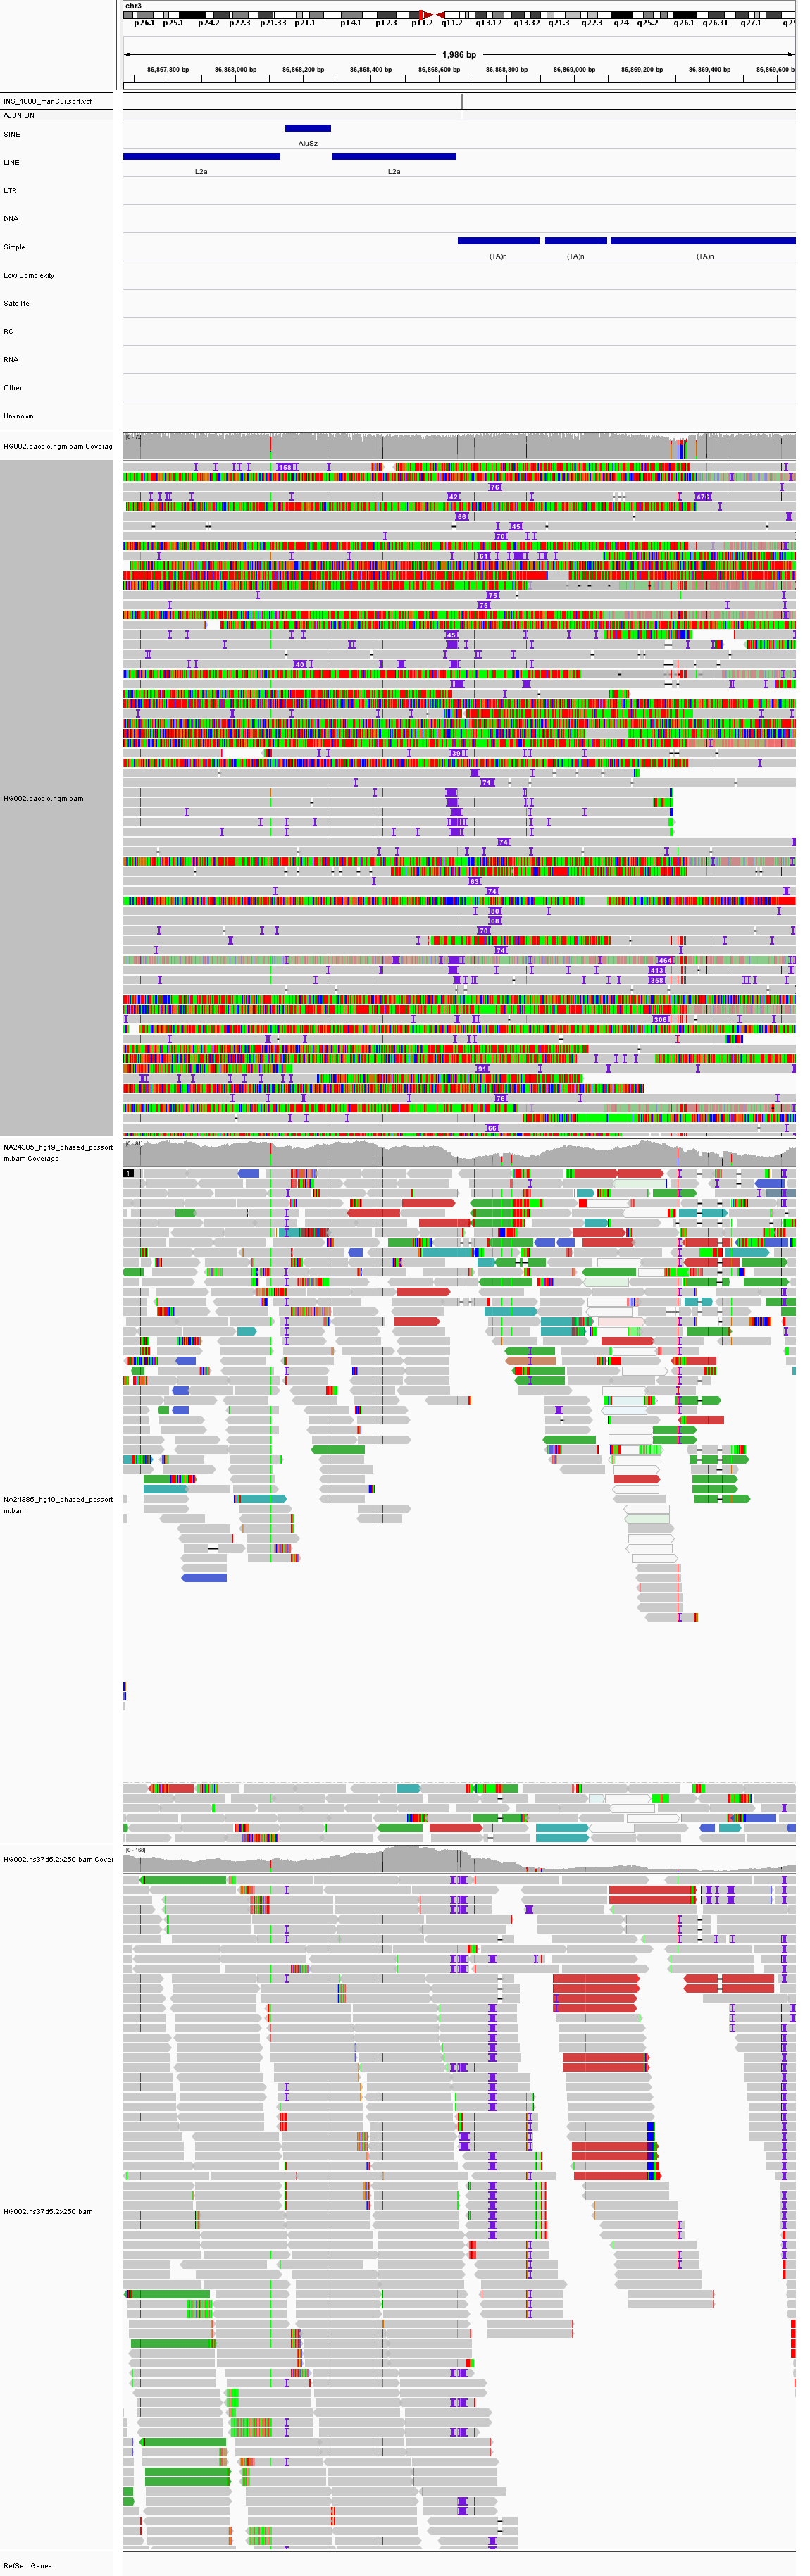 chr3
p26.1 p25.1 p24.2 p22.3 p21.33 p21.1 p14.1 p12.3 p11.2 q11.2 q13.12 q13.32 q21.3 q22.3 q24 q25.2 q26.1 q26.31 q27.1
1,986 bp
86,867,800 bp 86,868,000 bp 86,868,200 bp 86,868,400 bp 86,868,600 bp 86,868,800 bp 86,869,000 bp 86,869,200 bp 86,869,400 bp 86,869,600 b
INS_1000_manCur.sort.vcf
AJUNION
SINE
AluSz
LINE
L2a L2a
LTR
DNA
Simple
(TA)n (TA)n (TA)n
Low Complexity
Satellite
RC
RNA
Other
Unknown
HG002.pacbio.ngm.bam Coverag
[0 - 72]
158
76
42 476
66
45
70
61
75
75
45
40
59
71
HG002.pacbio.ngm.bam
74
63
74
80
68
70
74
464
413
358
306
91
76
66
NA24385_hg19_phased_possort
m.bam Coverage
1
NA24385_hg19_phased_possort
m.bam
HG002.hs37d5.2x250.bam Cover
[0 - 168]
HG002.hs37d5.2x250.bam
RefSeq Genes